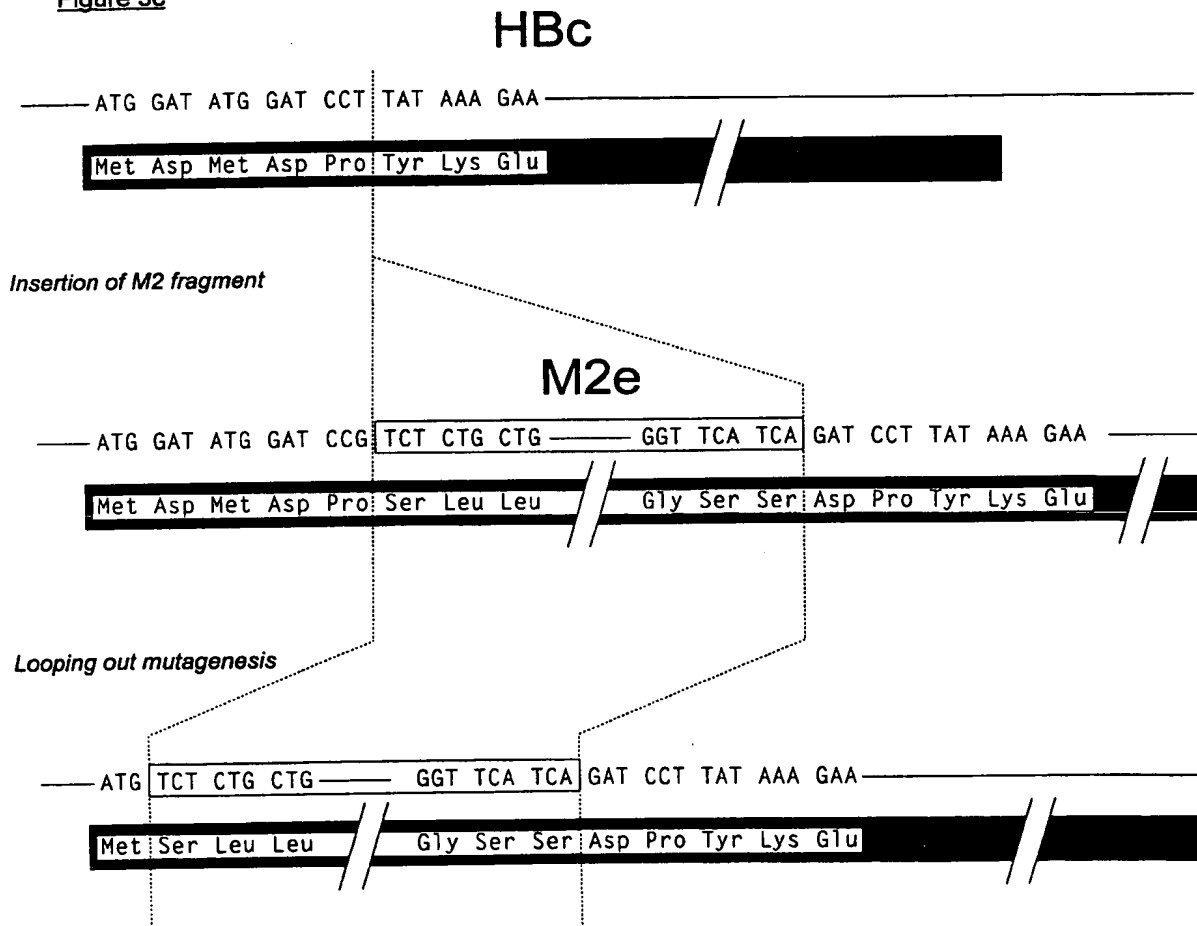 Figure 3c
HBc
ATG GAT ATG GAT CCT TAT AAA GAA
Met Asp Met Asp Pro Tyr Lys Glu
Insertion of M2 fragment
M2e
ATG GAT ATG GAT CCG TCT CTG CTG GGT TCA TCA GAT CCT TAT AAA GAA
Met Asp Met Asp Pro Ser Leu Leu Gly Ser Ser Asp Pro Tyr Lys Glu
Looping out mutagenesis
ATG TCT CTG CTG GGT TCA TCA GAT CCT TAT AAA GAA
Met Ser Leu Leu Gly Ser Ser Asp Pro Tyr Lys Glu